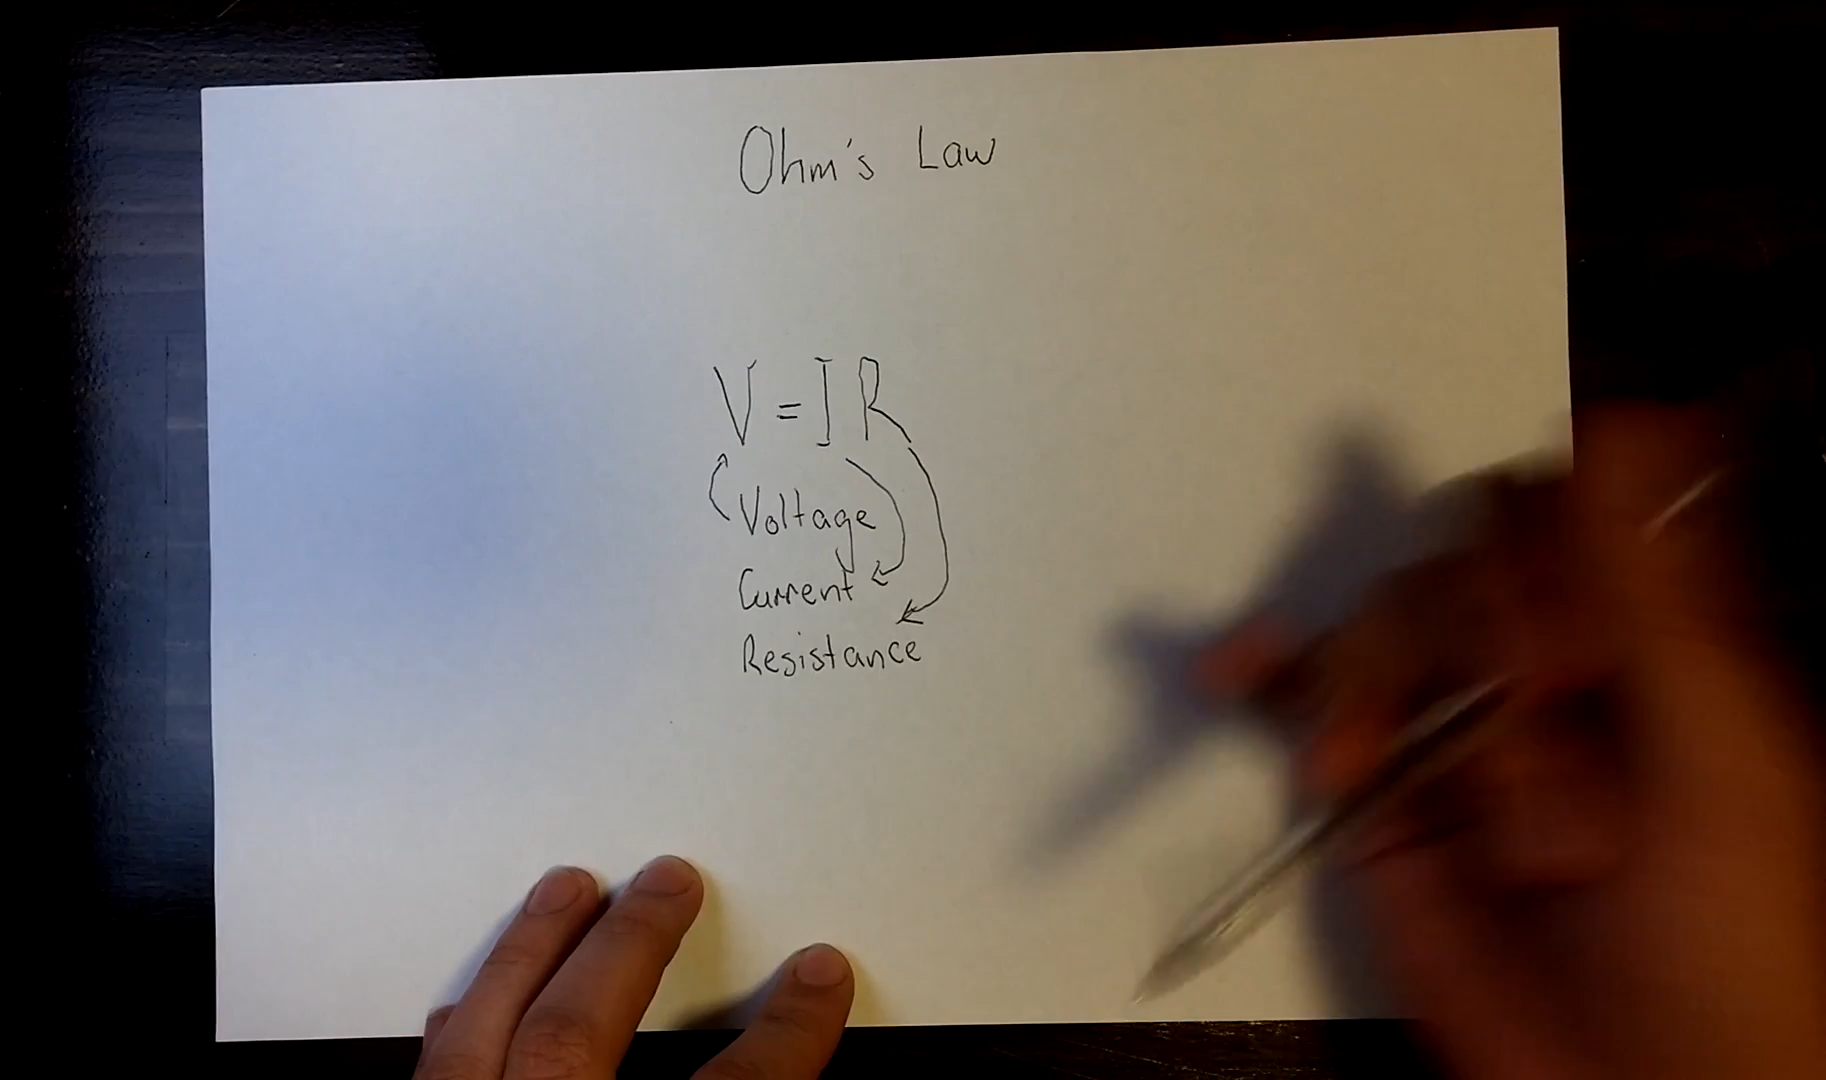 Ohm's Law
V = I R
Voltage
Current
Resistance